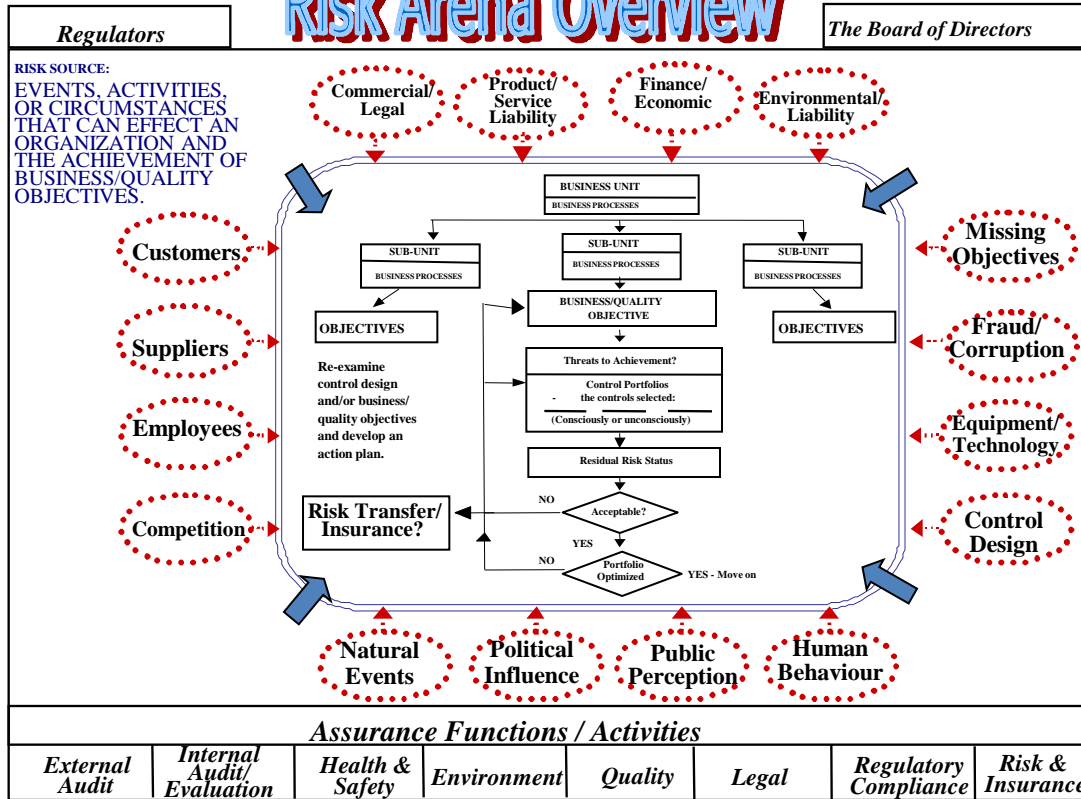 Risk Arena Overview
Regulators
The Board of Directors
RISK SOURCE:
EVENTS, ACTIVITIES,
OR CIRCUMSTANCES
THAT CAN EFFECT AN
ORGANIZATION AND
THE ACHIEVEMENT OF
BUSINESS/QUALITY
OBJECTIVES.
Commercial/
Legal
Product/
Service
Liability
Finance/
Economic
Environmental/
Liability
Customers
Suppliers
Employees
Competition
BUSINESS UNIT
BUSINESS PROCESSES
SUB-UNIT
BUSINESS PROCESSES
SUB-UNIT
BUSINESS PROCESSES
SUB-UNIT
BUSINESS PROCESSES
OBJECTIVES
BUSINESS/QUALITY
OBJECTIVE
OBJECTIVES
Re-examine
control design
and/or business/
quality objectives
and develop an
action plan.
Threats to Achievement?
Control Portfolios
- the controls selected:
(Consciously or unconsciously)
Residual Risk Status
NO
Acceptable?
Risk Transfer/
Insurance?
YES
NO
Portfolio
Optimized
YES - Move on
Missing
Objectives
Fraud/
Corruption
Equipment/
Technology
Control
Design
Natural
Events
Political
Influence
Public
Perception
Human
Behaviour
Assurance Functions / Activities
External
Audit
Internal
Audit/
Evaluation
Health &
Safety
Environment
Quality
Legal
Regulatory
Compliance
Risk &
Insurance